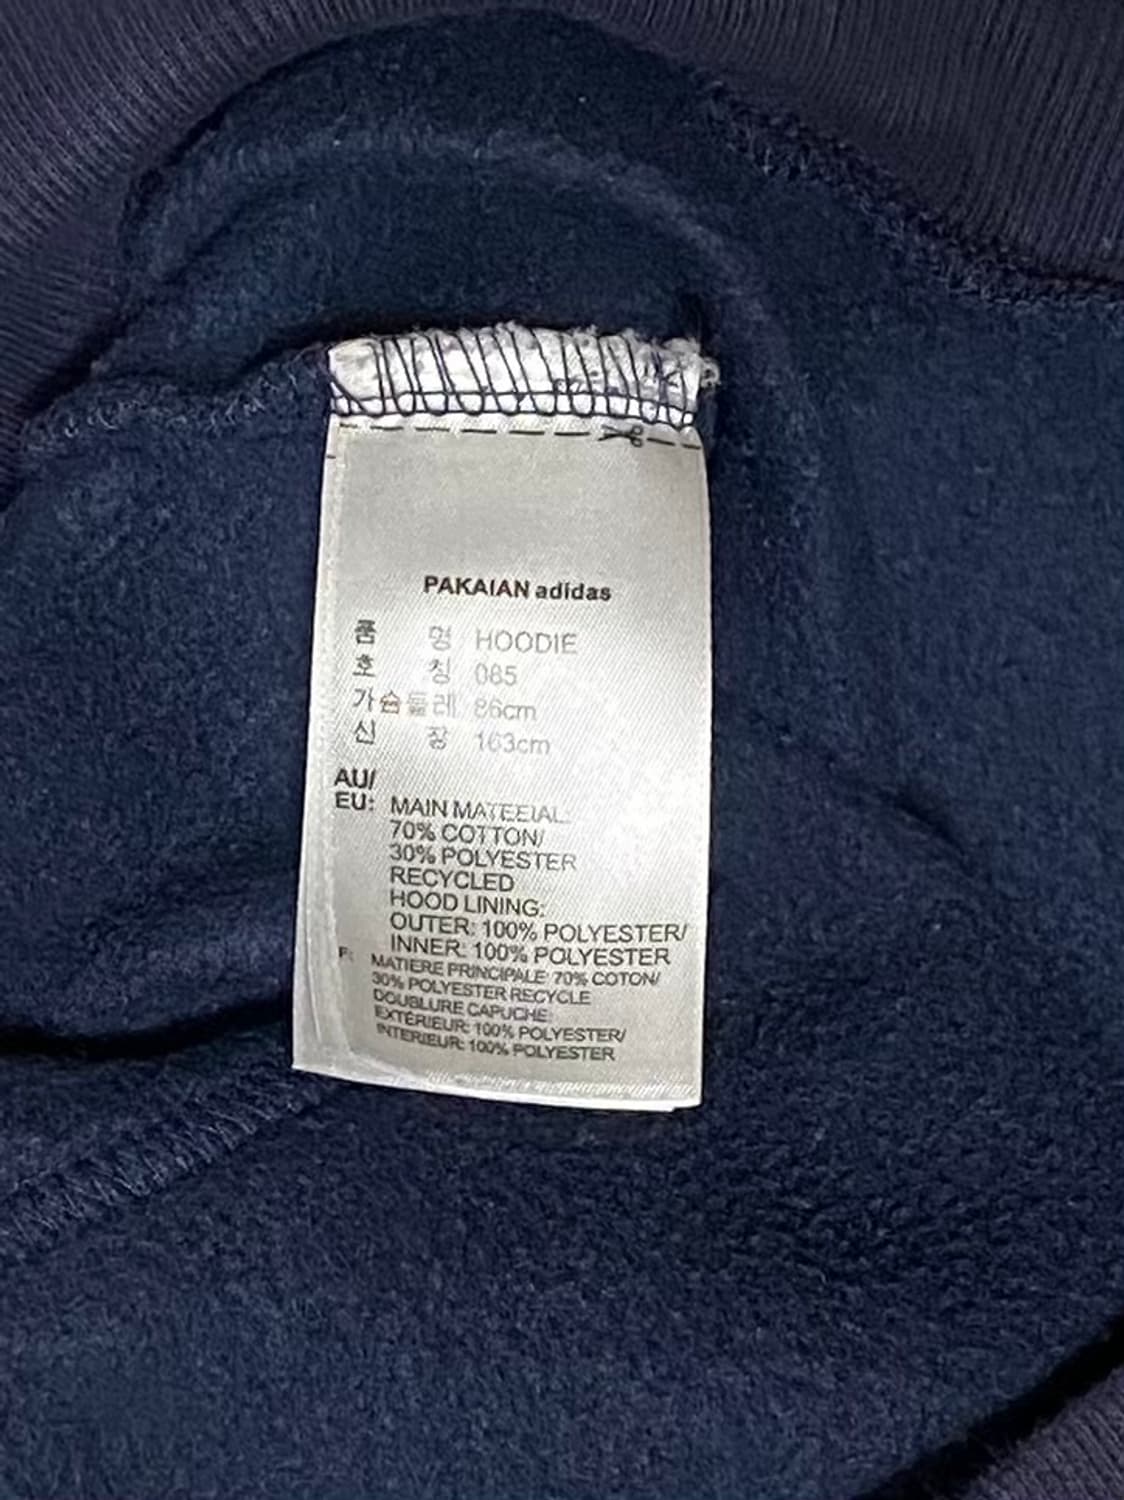 PAKAIAN adidas
품 명 HOODIE
호 칭 085
가슴둘레 86cm
신 장 163cm
AU/
EU: MAIN MATEEIAL:
70% COTTON/
30% POLYESTER
RECYCLED
HOOD LINING:
OUTER: 100% POLYESTER/
INNER: 100% POLYESTER
F: MATIERE PRINCIPALE: 70% COTON/
30% POLYESTER RECYCLE
DOUBLURE CAPUCHE:
EXTÉRIEUR: 100% POLYESTER/
INTERIEUR: 100% POLYESTER